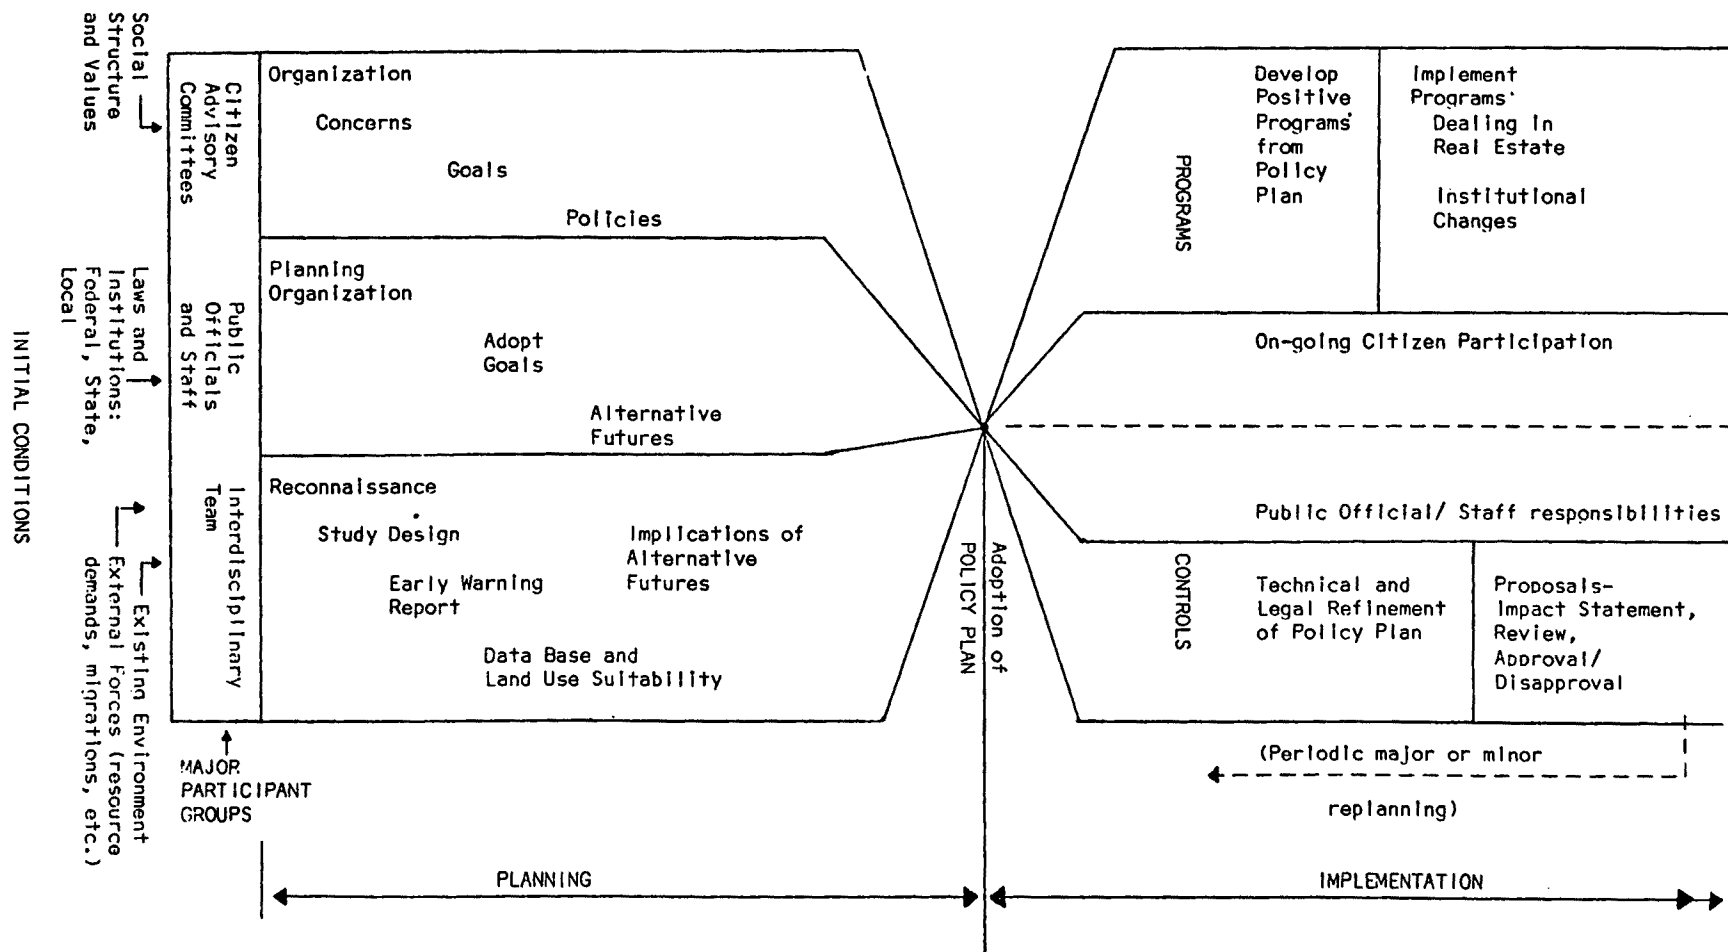 INITIAL CONDITIONS
Social
Structure
and Values
Laws and
Institutions:
Federal, State,
Local
Existing Environment
External Forces (resource
demands, migrations, etc.)
Citizen
Advisory
Committees
Public
Officials
and Staff
Interdisciplinary
Team
MAJOR
PARTICIPANT
GROUPS
Organization
Concerns
Goals
Policies
Planning
Organization
Adopt
Goals
Alternative
Futures
Reconnaissance
Study Design
Early Warning
Report
Data Base and
Land Use Suitability
Implications of
Alternative
Futures
Adoption of
POLICY PLAN
PROGRAMS
Develop
Positive
Programs
from
Policy
Plan
Implement
Programs
Dealing in
Real Estate
Institutional
Changes
On-going Citizen Participation
Public Official/ Staff responsibilities
CONTROLS
Technical and
Legal Refinement
of Policy Plan
Proposals-
Impact Statement,
Review,
Approval/
Disapproval
(Periodic major or minor
replanning)
PLANNING
IMPLEMENTATION